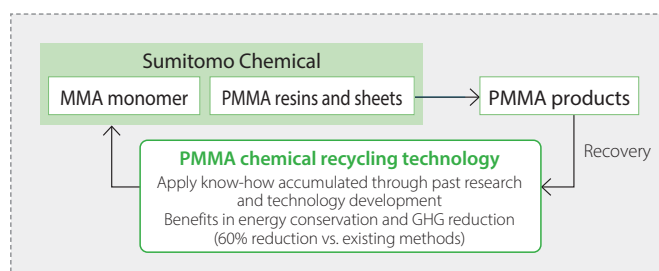 Sumitomo Chemical
MMA monomer
PMMA resins and sheets
PMMA products
Recovery
PMMA chemical recycling technology
Apply know-how accumulated through past research
and technology development
Benefits in energy conservation and GHG reduction
(60% reduction vs. existing methods)